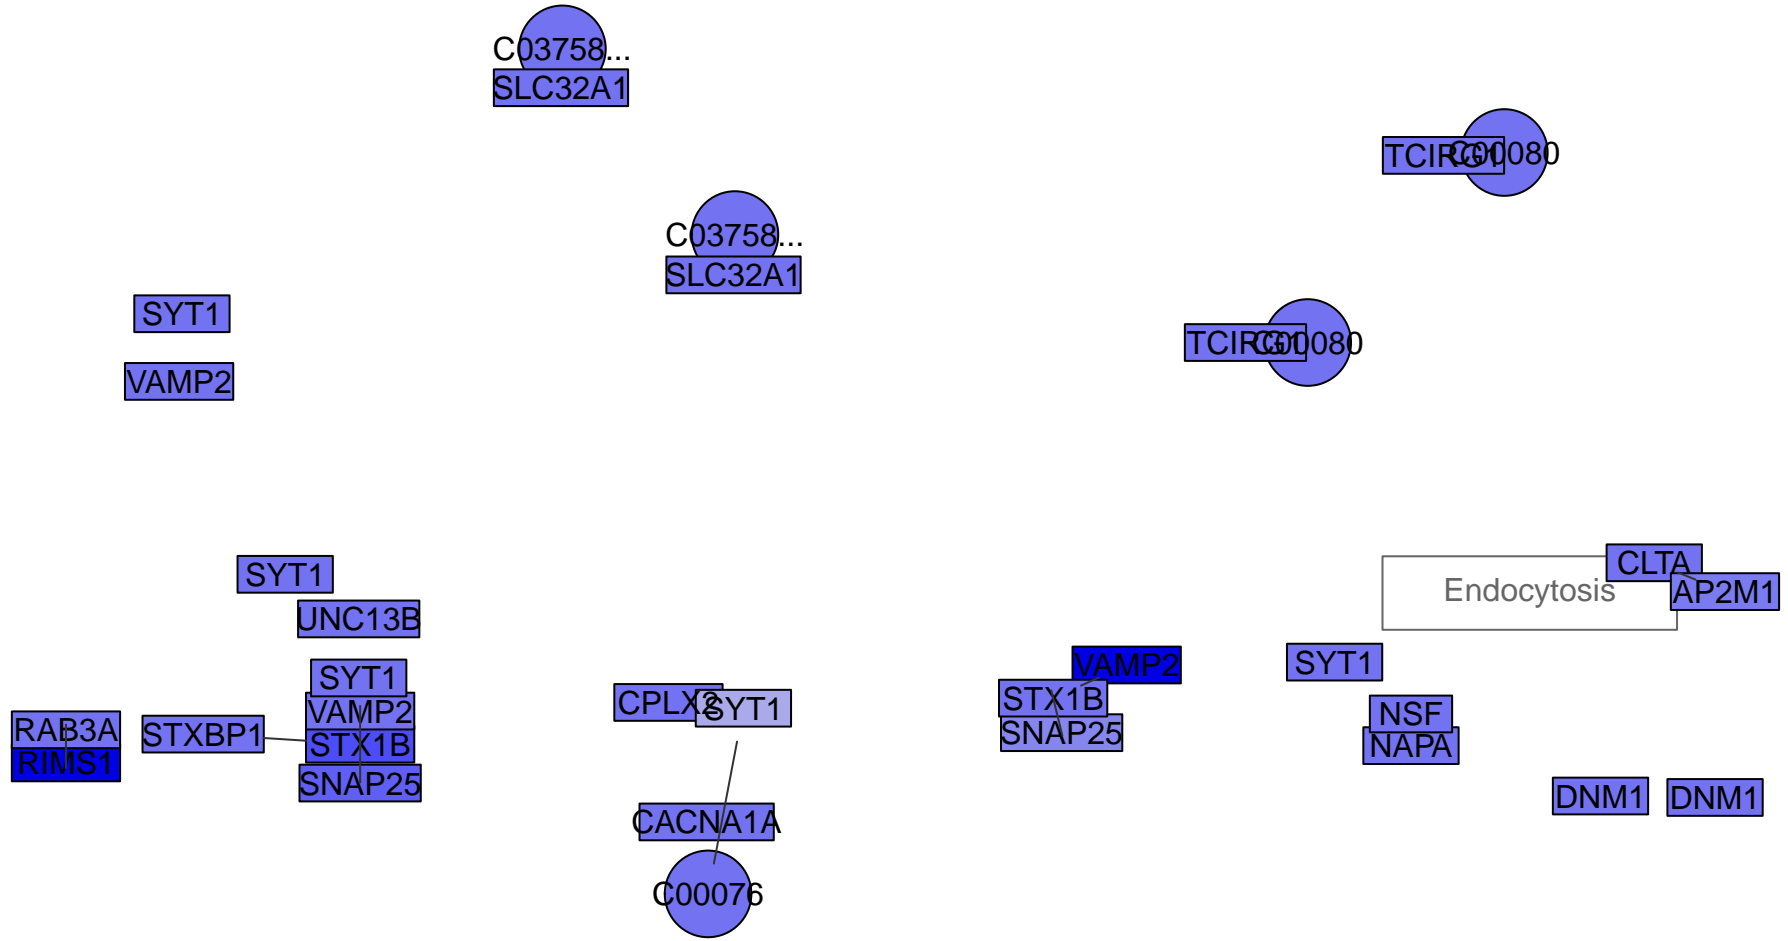 C03758...
SLC32A1
TCIRG1
C00080
C03758...
SLC32A1
SYT1
TCIRG1
C00080
VAMP2
SYT1
CLTA
Endocytosis
AP2M1
UNC13B
SYT1
VAMP2
SYT1
STX1B
CPLX2
SYT1
VAMP2
NSF
RAB3A
STXBP1
SNAP25
STX1B
NAPA
RIMS1
SNAP25
DNM1
DNM1
CACNA1A
C00076